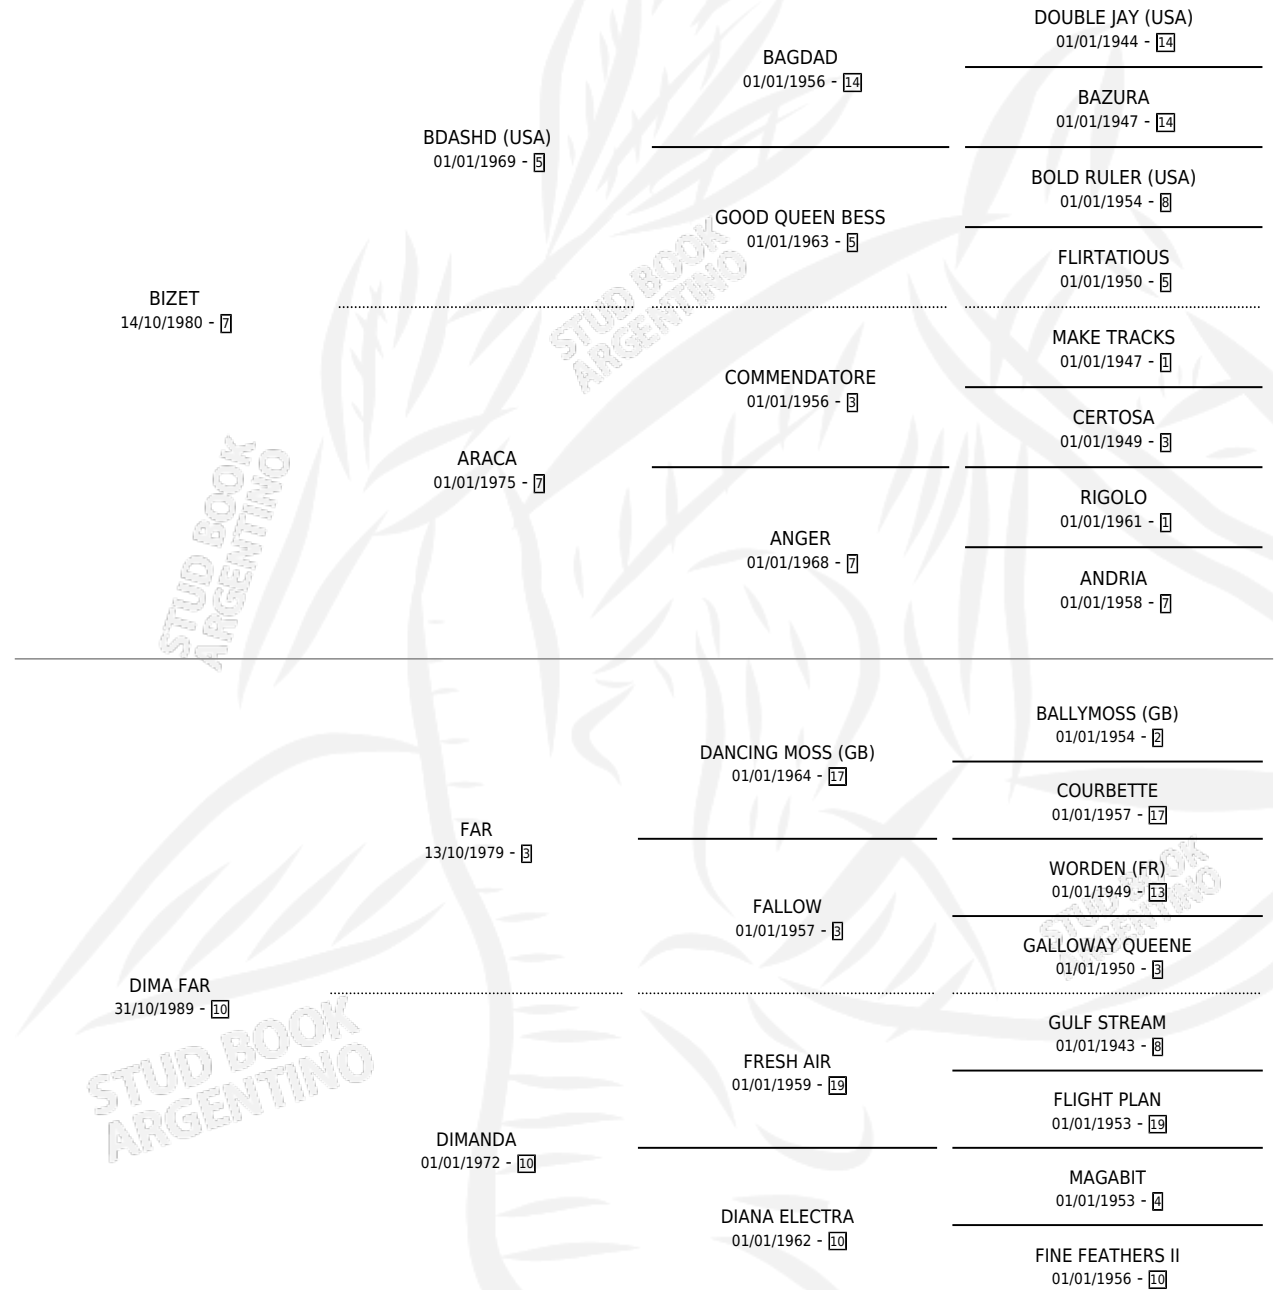 DOUBLE JAY (USA)
01/01/1944 - 14
BAGDAD
01/01/1956 - 14
BAZURA
01/01/1947 - 14
BDASHD (USA)
01/01/1969 - 5
BOLD RULER (USA)
01/01/1954 - 8
GOOD QUEEN BESS
01/01/1963 - 5
FLIRTATIOUS
01/01/1950 - 5
BIZET
14/10/1980 - 7
MAKE TRACKS
01/01/1947 - 1
COMMENDATORE
01/01/1956 - 3
CERTOSA
01/01/1949 - 3
ARACA
01/01/1975 - 7
RIGOLO
01/01/1961 - 1
ANGER
01/01/1968 - 7
ANDRIA
01/01/1958 - 7
STUD BOOK
ARGENTINO
STUD BOOK
ARGENTINO
BALLYMOSS (GB)
01/01/1954 - 2
DANCING MOSS (GB)
01/01/1964 - 17
COURBETTE
01/01/1957 - 17
FAR
13/10/1979 - 3
WORDEN (FR)
01/01/1949 - 13
FALLOW
01/01/1957 - 3
GALLOWAY QUEENE
01/01/1950 - 3
DIMA FAR
31/10/1989 - 10
GULF STREAM
01/01/1943 - 8
FRESH AIR
01/01/1959 - 19
FLIGHT PLAN
01/01/1953 - 19
DIMANDA
01/01/1972 - 10
MAGABIT
01/01/1953 - 4
DIANA ELECTRA
01/01/1962 - 10
FINE FEATHERS II
01/01/1956 - 10
STUD BOOK
ARGENTINO
STUD BOOK
ARGENTINO